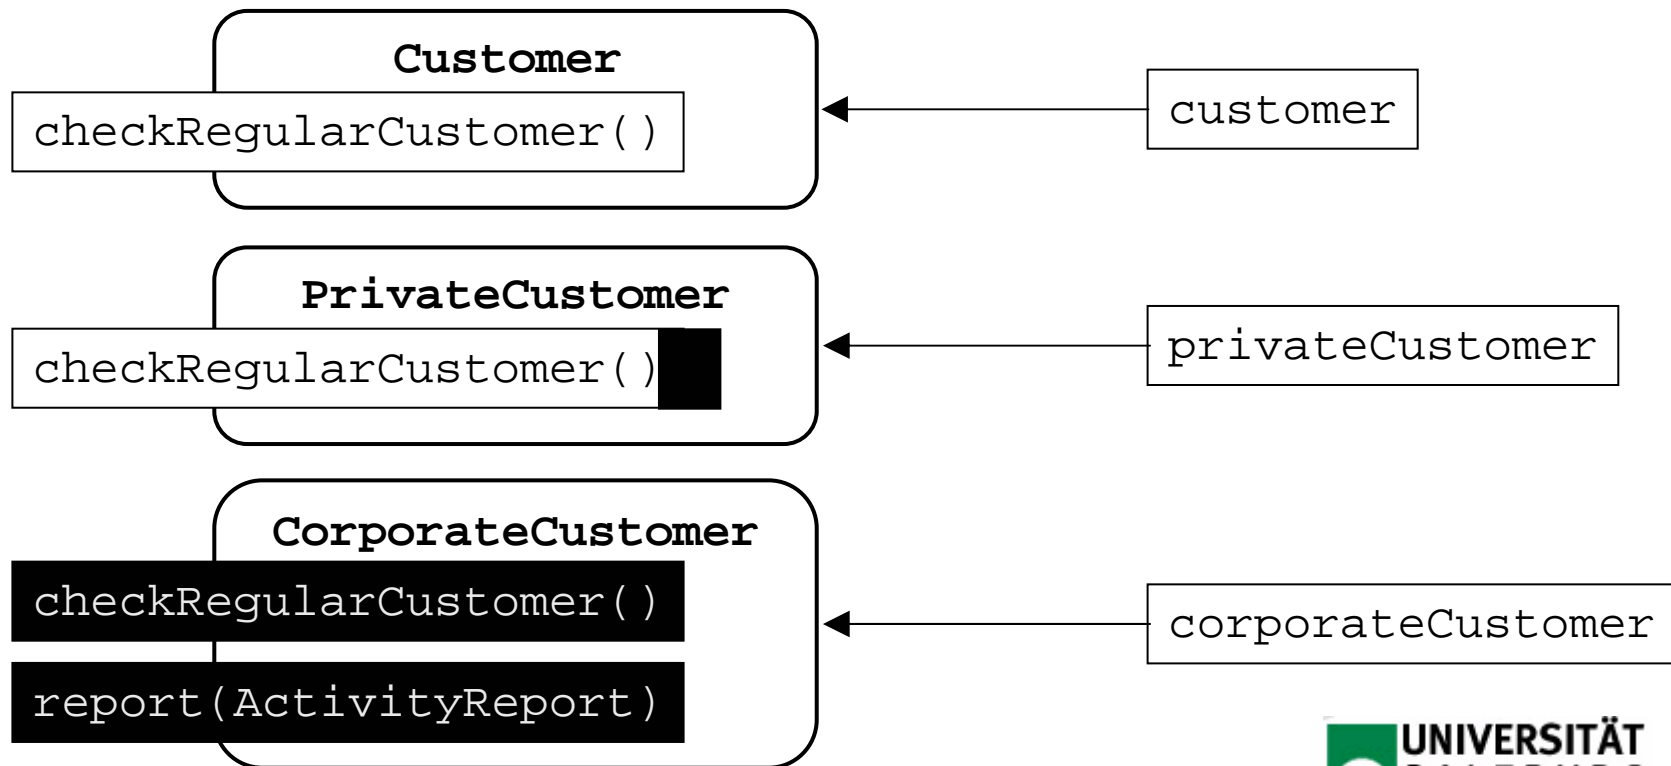 Customer
customer
checkRegularCustomer()
PrivateCustomer
privateCustomer
checkRegularCustomer()
CorporateCustomer
checkRegularCustomer()
corporateCustomer
report(ActivityReport)
UNIVERSITÄT